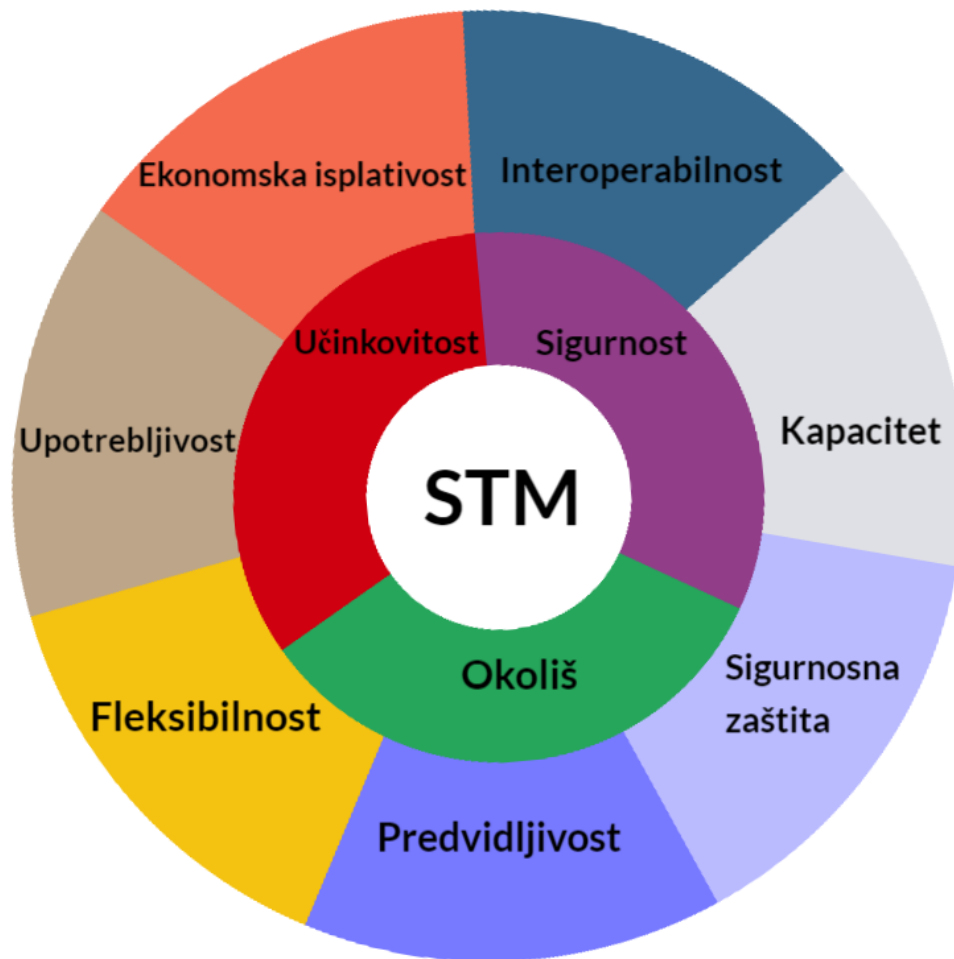 Ekonomska isplativost
Interoperabilnost
Učinkovitost
Sigurnost
Upotrebljivost
Kapacitet
STM
Okoliš
Sigurnosna
zaštita
Fleksibilnost
Predvidljivost